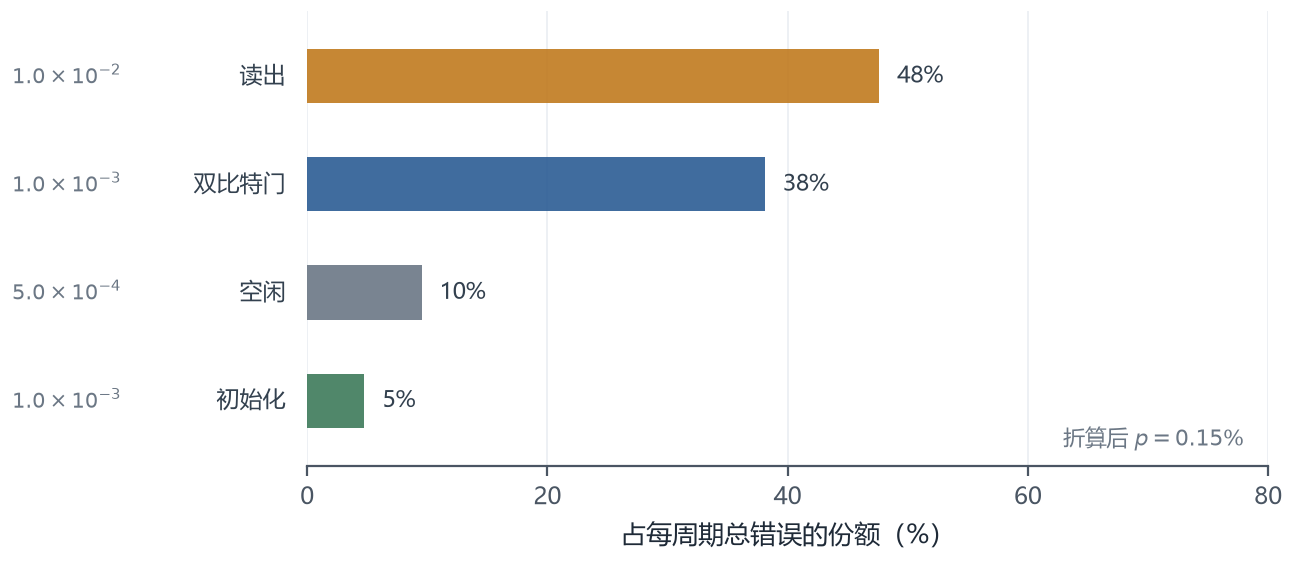 1.0 × 10⁻² 读出 48%
1.0 × 10⁻³ 双比特门 38%
5.0 × 10⁻⁴ 空闲 10%
1.0 × 10⁻³ 初始化 5%
折算后 p = 0.15%
0 20 40 60 80
占每周期总错误的份额（%）